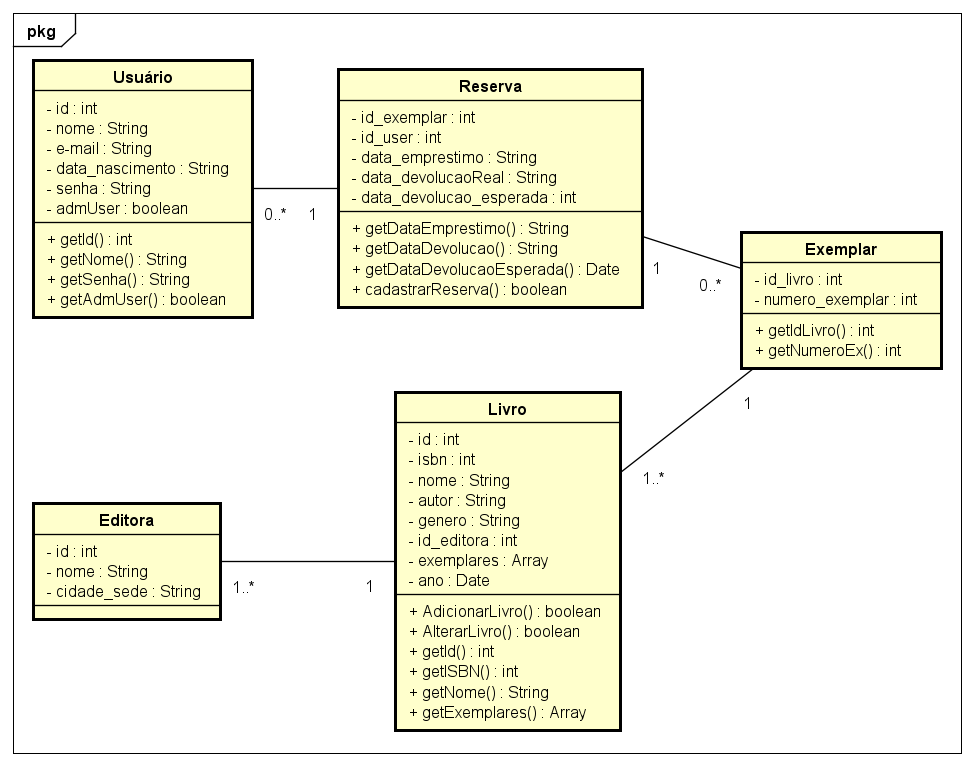 pkg
Usuário
- id : int
- nome : String
- e-mail : String
- data_nascimento : String
- senha : String
- admUser : boolean
+ getId() : int
+ getNome() : String
+ getSenha() : String
+ getAdmUser() : boolean
0..*
1
Reserva
- id_exemplar : int
- id_user : int
- data_emprestimo : String
- data_devolucaoReal : String
- data_devolucao_esperada : int
+ getDataEmprestimo() : String
+ getDataDevolucao() : String
+ getDataDevolucaoEsperada() : Date
+ cadastrarReserva() : boolean
1
0..*
Exemplar
- id_livro : int
- numero_exemplar : int
+ getIdLivro() : int
+ getNumeroEx() : int
1
1..*
Livro
- id : int
- isbn : int
- nome : String
- autor : String
- genero : String
- id_editora : int
- exemplares : Array
- ano : Date
+ AdicionarLivro() : boolean
+ AlterarLivro() : boolean
+ getId() : int
+ getISBN() : int
+ getNome() : String
+ getExemplares() : Array
Editora
- id : int
- nome : String
- cidade_sede : String
1..*
1